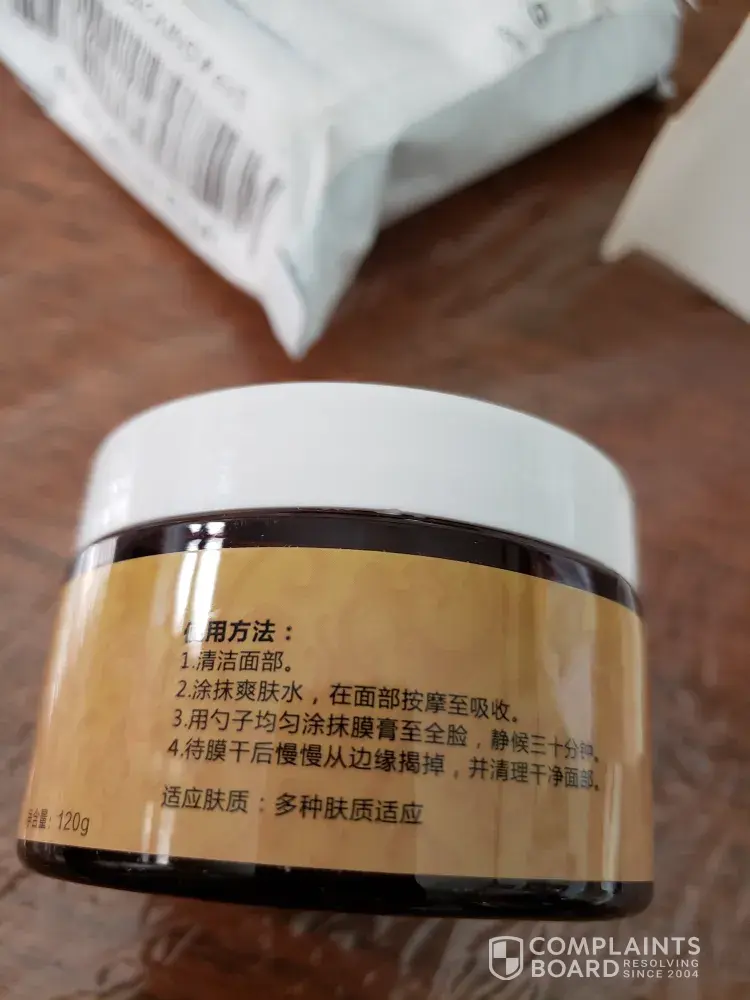 使用方法：
1.清洁面部。
2.涂抹爽肤水，在面部按摩至吸收。
3.用勺子均匀涂抹膜膏至全脸，静候三十分钟。
4.待膜干后慢慢从边缘揭掉，并清理干净面部。
适应肤质：多种肤质适应
净含量：120g
COMPLAINTS
BOARD RESOLVING SINCE 2004